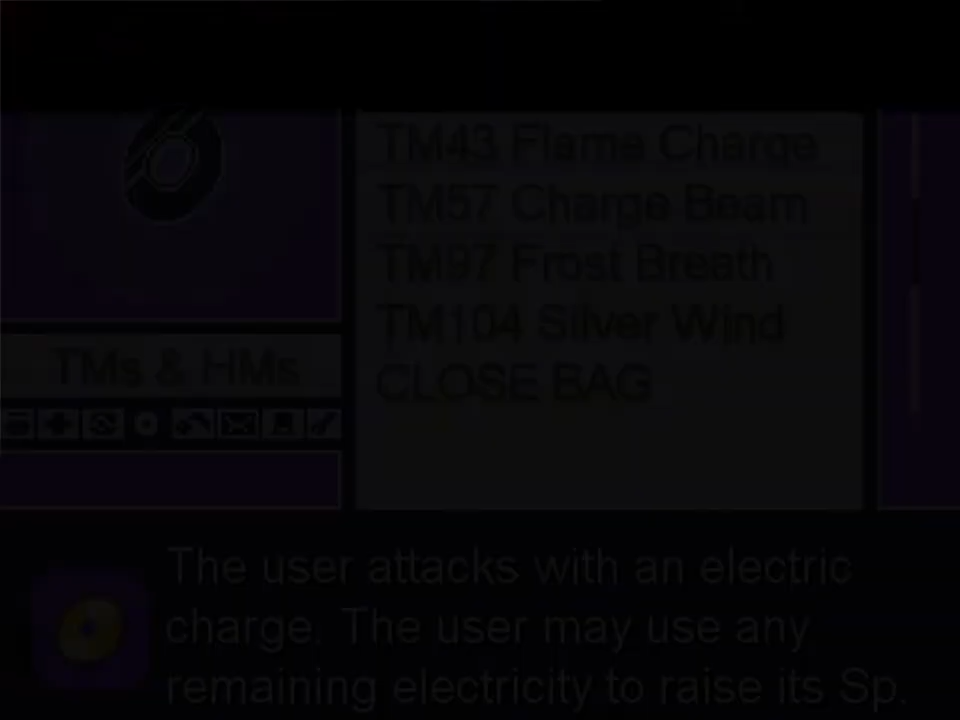 TM43 Flame Charge
TM57 Charge Beam
TM97 Frost Breath
TM104 Silver Wind
CLOSE BAG
TMs & HMs
The user attacks with an electric
charge. The user may use any
remaining electricity to raise its Sp.